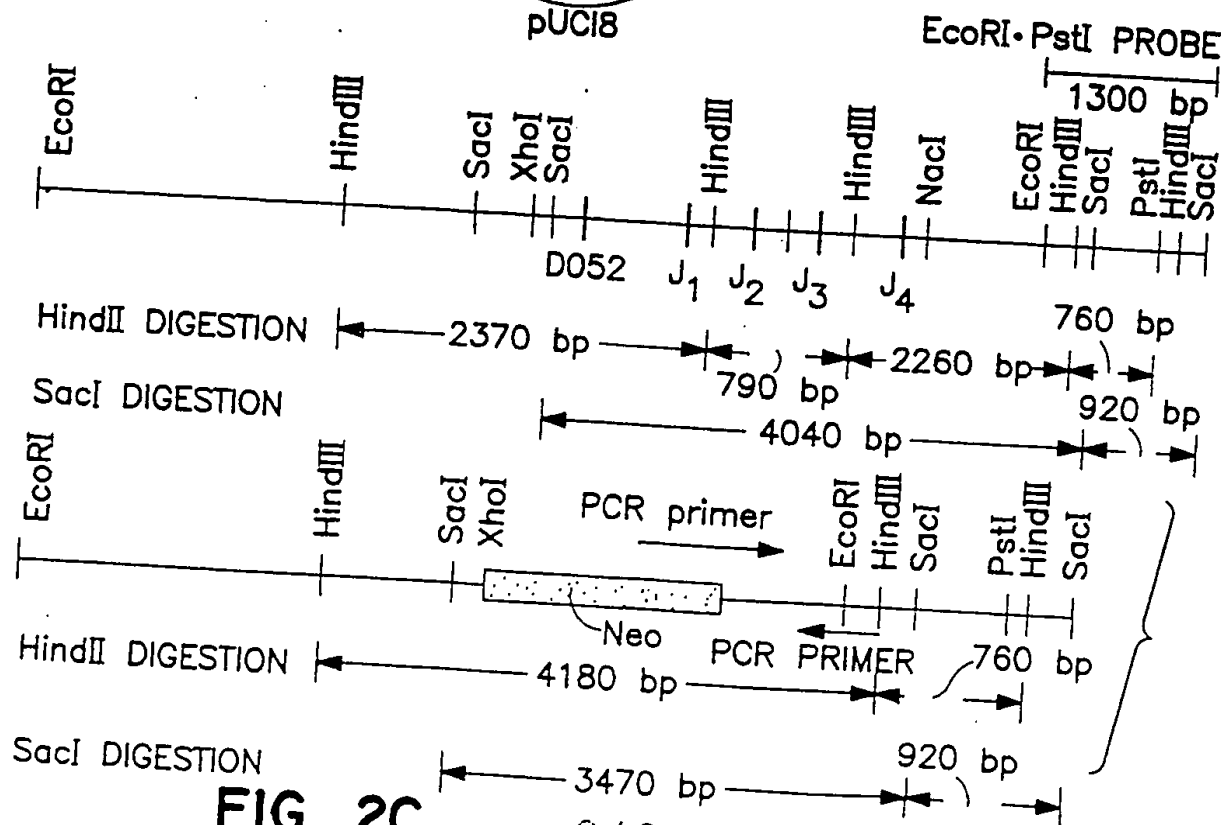 pUC18
EcoRI•PstI PROBE
1300 bp
EcoRI HindIII SacI XhoI SacI HindIII HindIII NacI EcoRI HindIII SacI PstI HindIII SacI
D052 J1 J2 J3 J4
HindII DIGESTION 2370 bp 790 bp 2260 bp 760 bp
SacI DIGESTION 4040 bp 920 bp
EcoRI HindIII SacI XhoI PCR primer EcoRI HindIII SacI PstI HindIII SacI
Neo PCR PRIMER
HindII DIGESTION 4180 bp 760 bp
SacI DIGESTION 3470 bp 920 bp
FIG. 2C